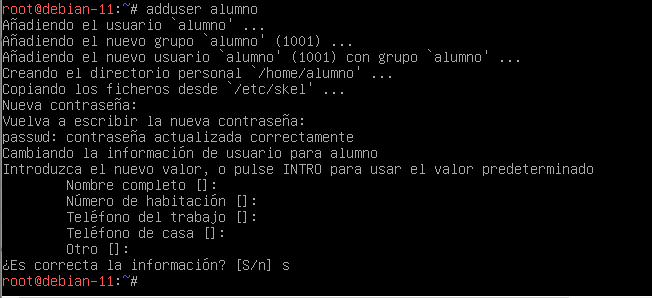 root@debian-11:~# adduser alumno
Añadiendo el usuario `alumno' ...
Añadiendo el nuevo grupo `alumno' (1001) ...
Añadiendo el nuevo usuario `alumno' (1001) con grupo `alumno' ...
Creando el directorio personal `/home/alumno' ...
Copiando los ficheros desde `/etc/skel' ...
Nueva contraseña:
Vuelva a escribir la nueva contraseña:
passwd: contraseña actualizada correctamente
Cambiando la información de usuario para alumno
Introduzca el nuevo valor, o pulse INTRO para usar el valor predeterminado
        Nombre completo []:
        Número de habitación []:
        Teléfono del trabajo []:
        Teléfono de casa []:
        Otro []:
¿Es correcta la información? [S/n] s
root@debian-11:~#